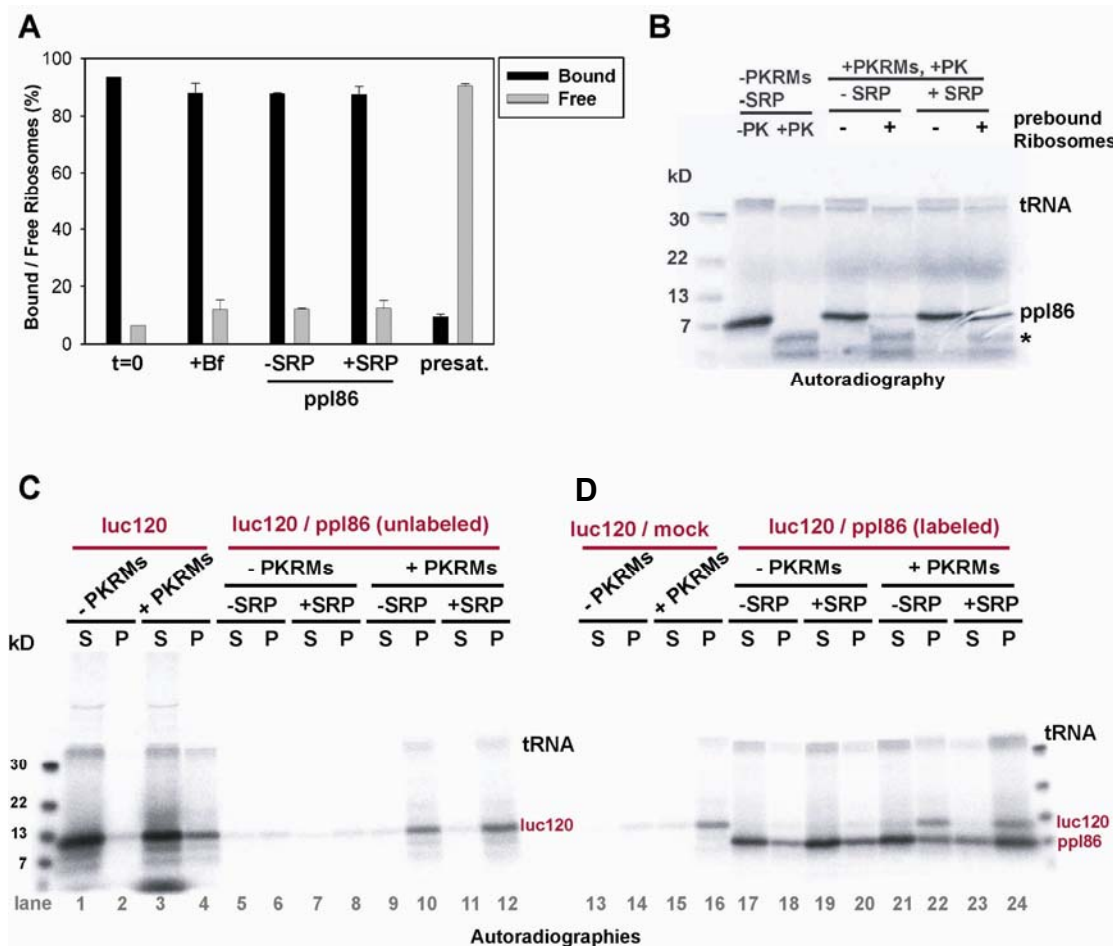 A
Bound / Free Ribosomes (%)
100
80
60
40
20
0
Bound
Free
t=0 +Bf -SRP +SRP presat.
ppl86
B
-PKRMs
-SRP
+PKRMs, +PK
- SRP + SRP
-PK +PK - + - +
prebound
Ribosomes
kD
30
22
13
7
tRNA
ppl86
*
Autoradiography
C
luc120 luc120 / ppl86 (unlabeled)
- PKRMs + PKRMs - PKRMs + PKRMs
-SRP +SRP -SRP +SRP
kD S P S P S P S P S P S P
30
22
13
7
tRNA
luc120
lane 1 2 3 4 5 6 7 8 9 10 11 12
D
luc120 / mock luc120 / ppl86 (labeled)
- PKRMs + PKRMs - PKRMs + PKRMs
-SRP +SRP -SRP +SRP
S P S P S P S P S P S P
tRNA
luc120
ppl86
13 14 15 16 17 18 19 20 21 22 23 24
Autoradiographies